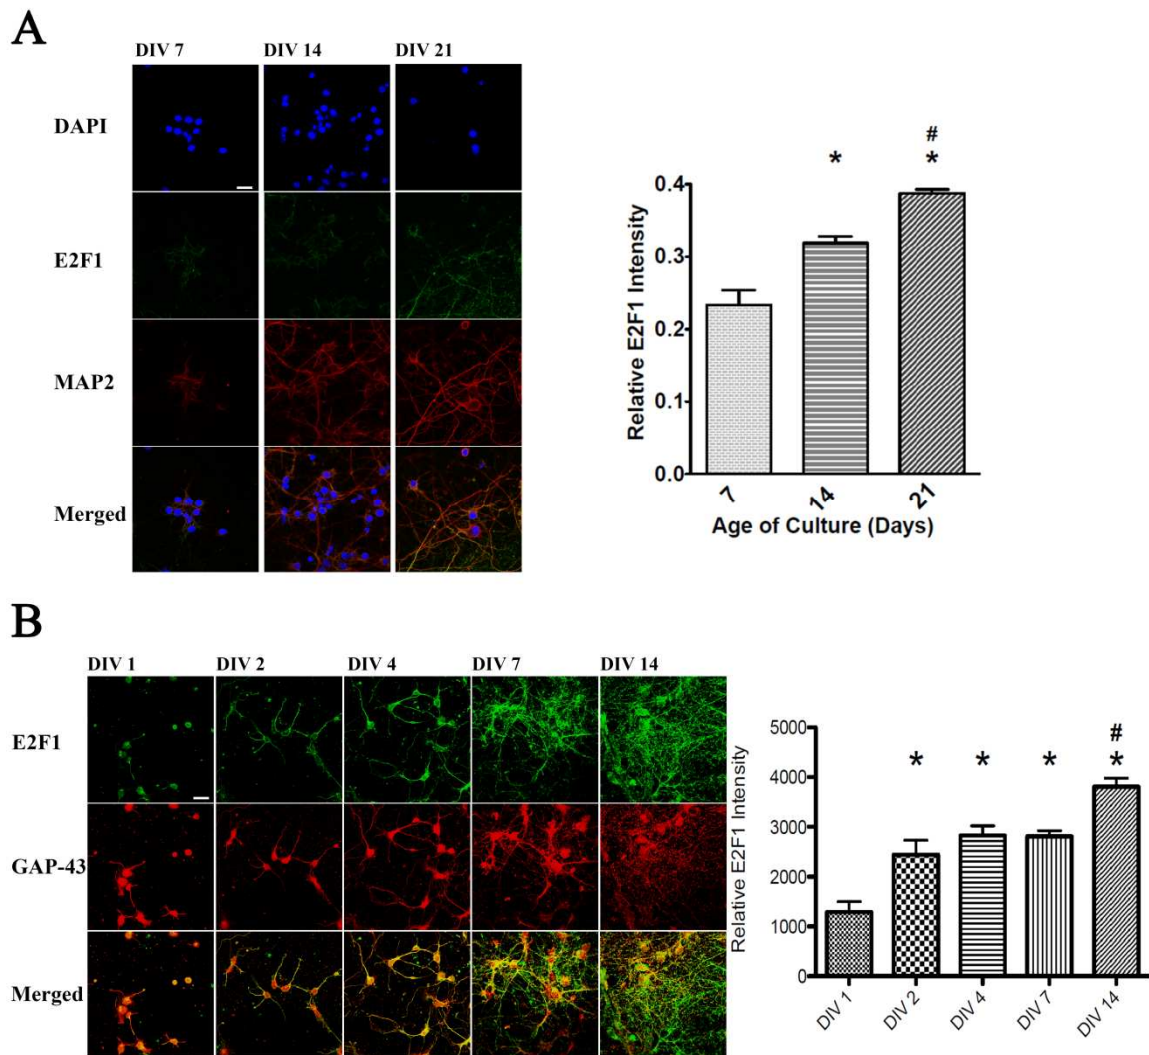 A
DIV 7 DIV 14 DIV 21
DAPI
E2F1
MAP2
Merged
# 
* *
Relative E2F1 Intensity
0.4
0.3
0.2
0.1
0.0
7 14 21
Age of Culture (Days)
B
DIV 1 DIV 2 DIV 4 DIV 7 DIV 14
E2F1
GAP-43
Merged
#
* * * *
Relative E2F1 Intensity
5000
4000
3000
2000
1000
0
DIV 1 DIV 2 DIV 4 DIV 7 DIV 14